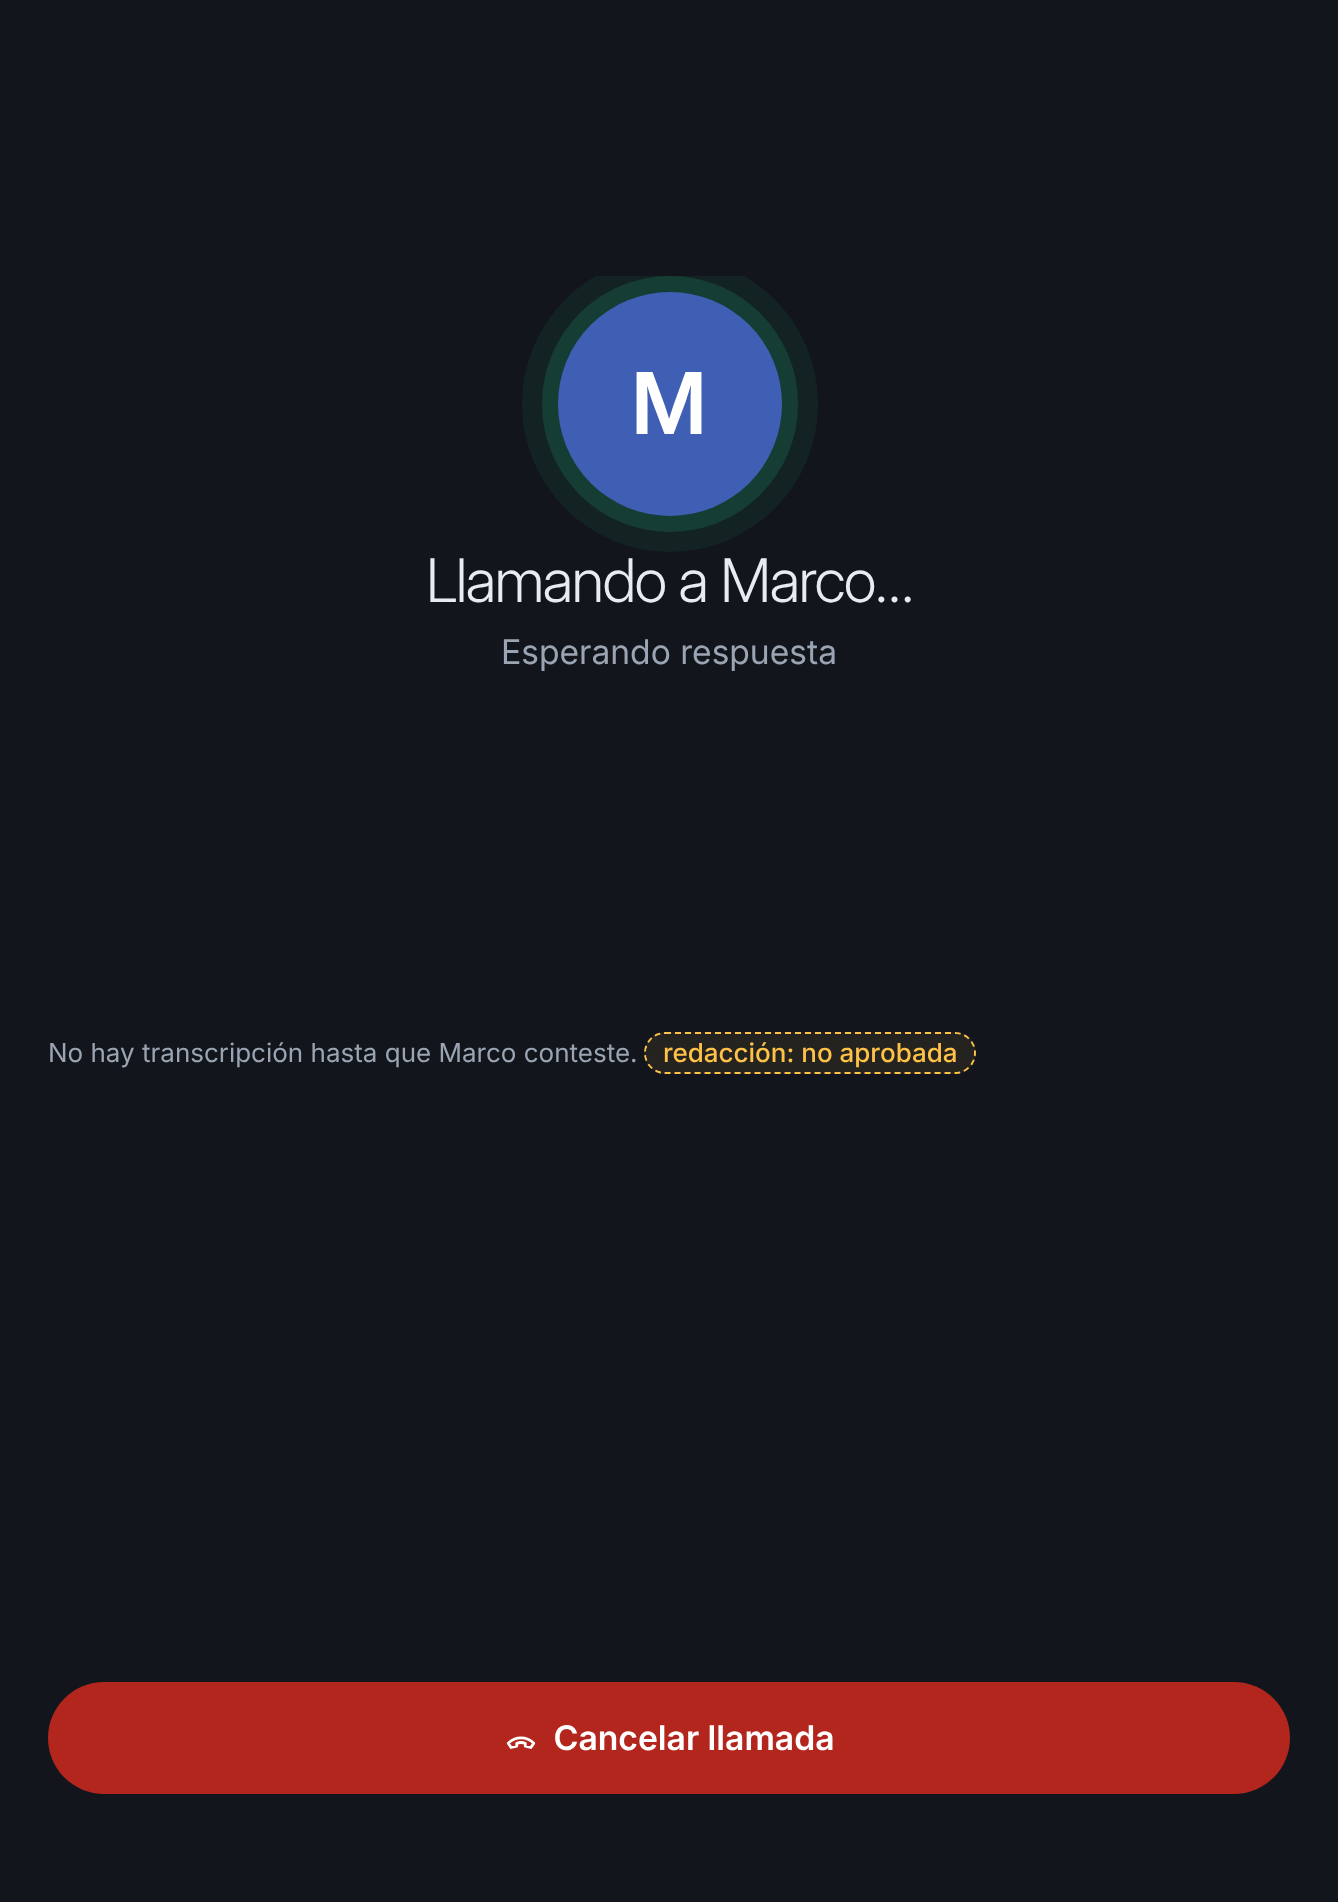 M
Llamando a Marco...
Esperando respuesta
No hay transcripción hasta que Marco conteste. redacción: no aprobada
Cancelar llamada